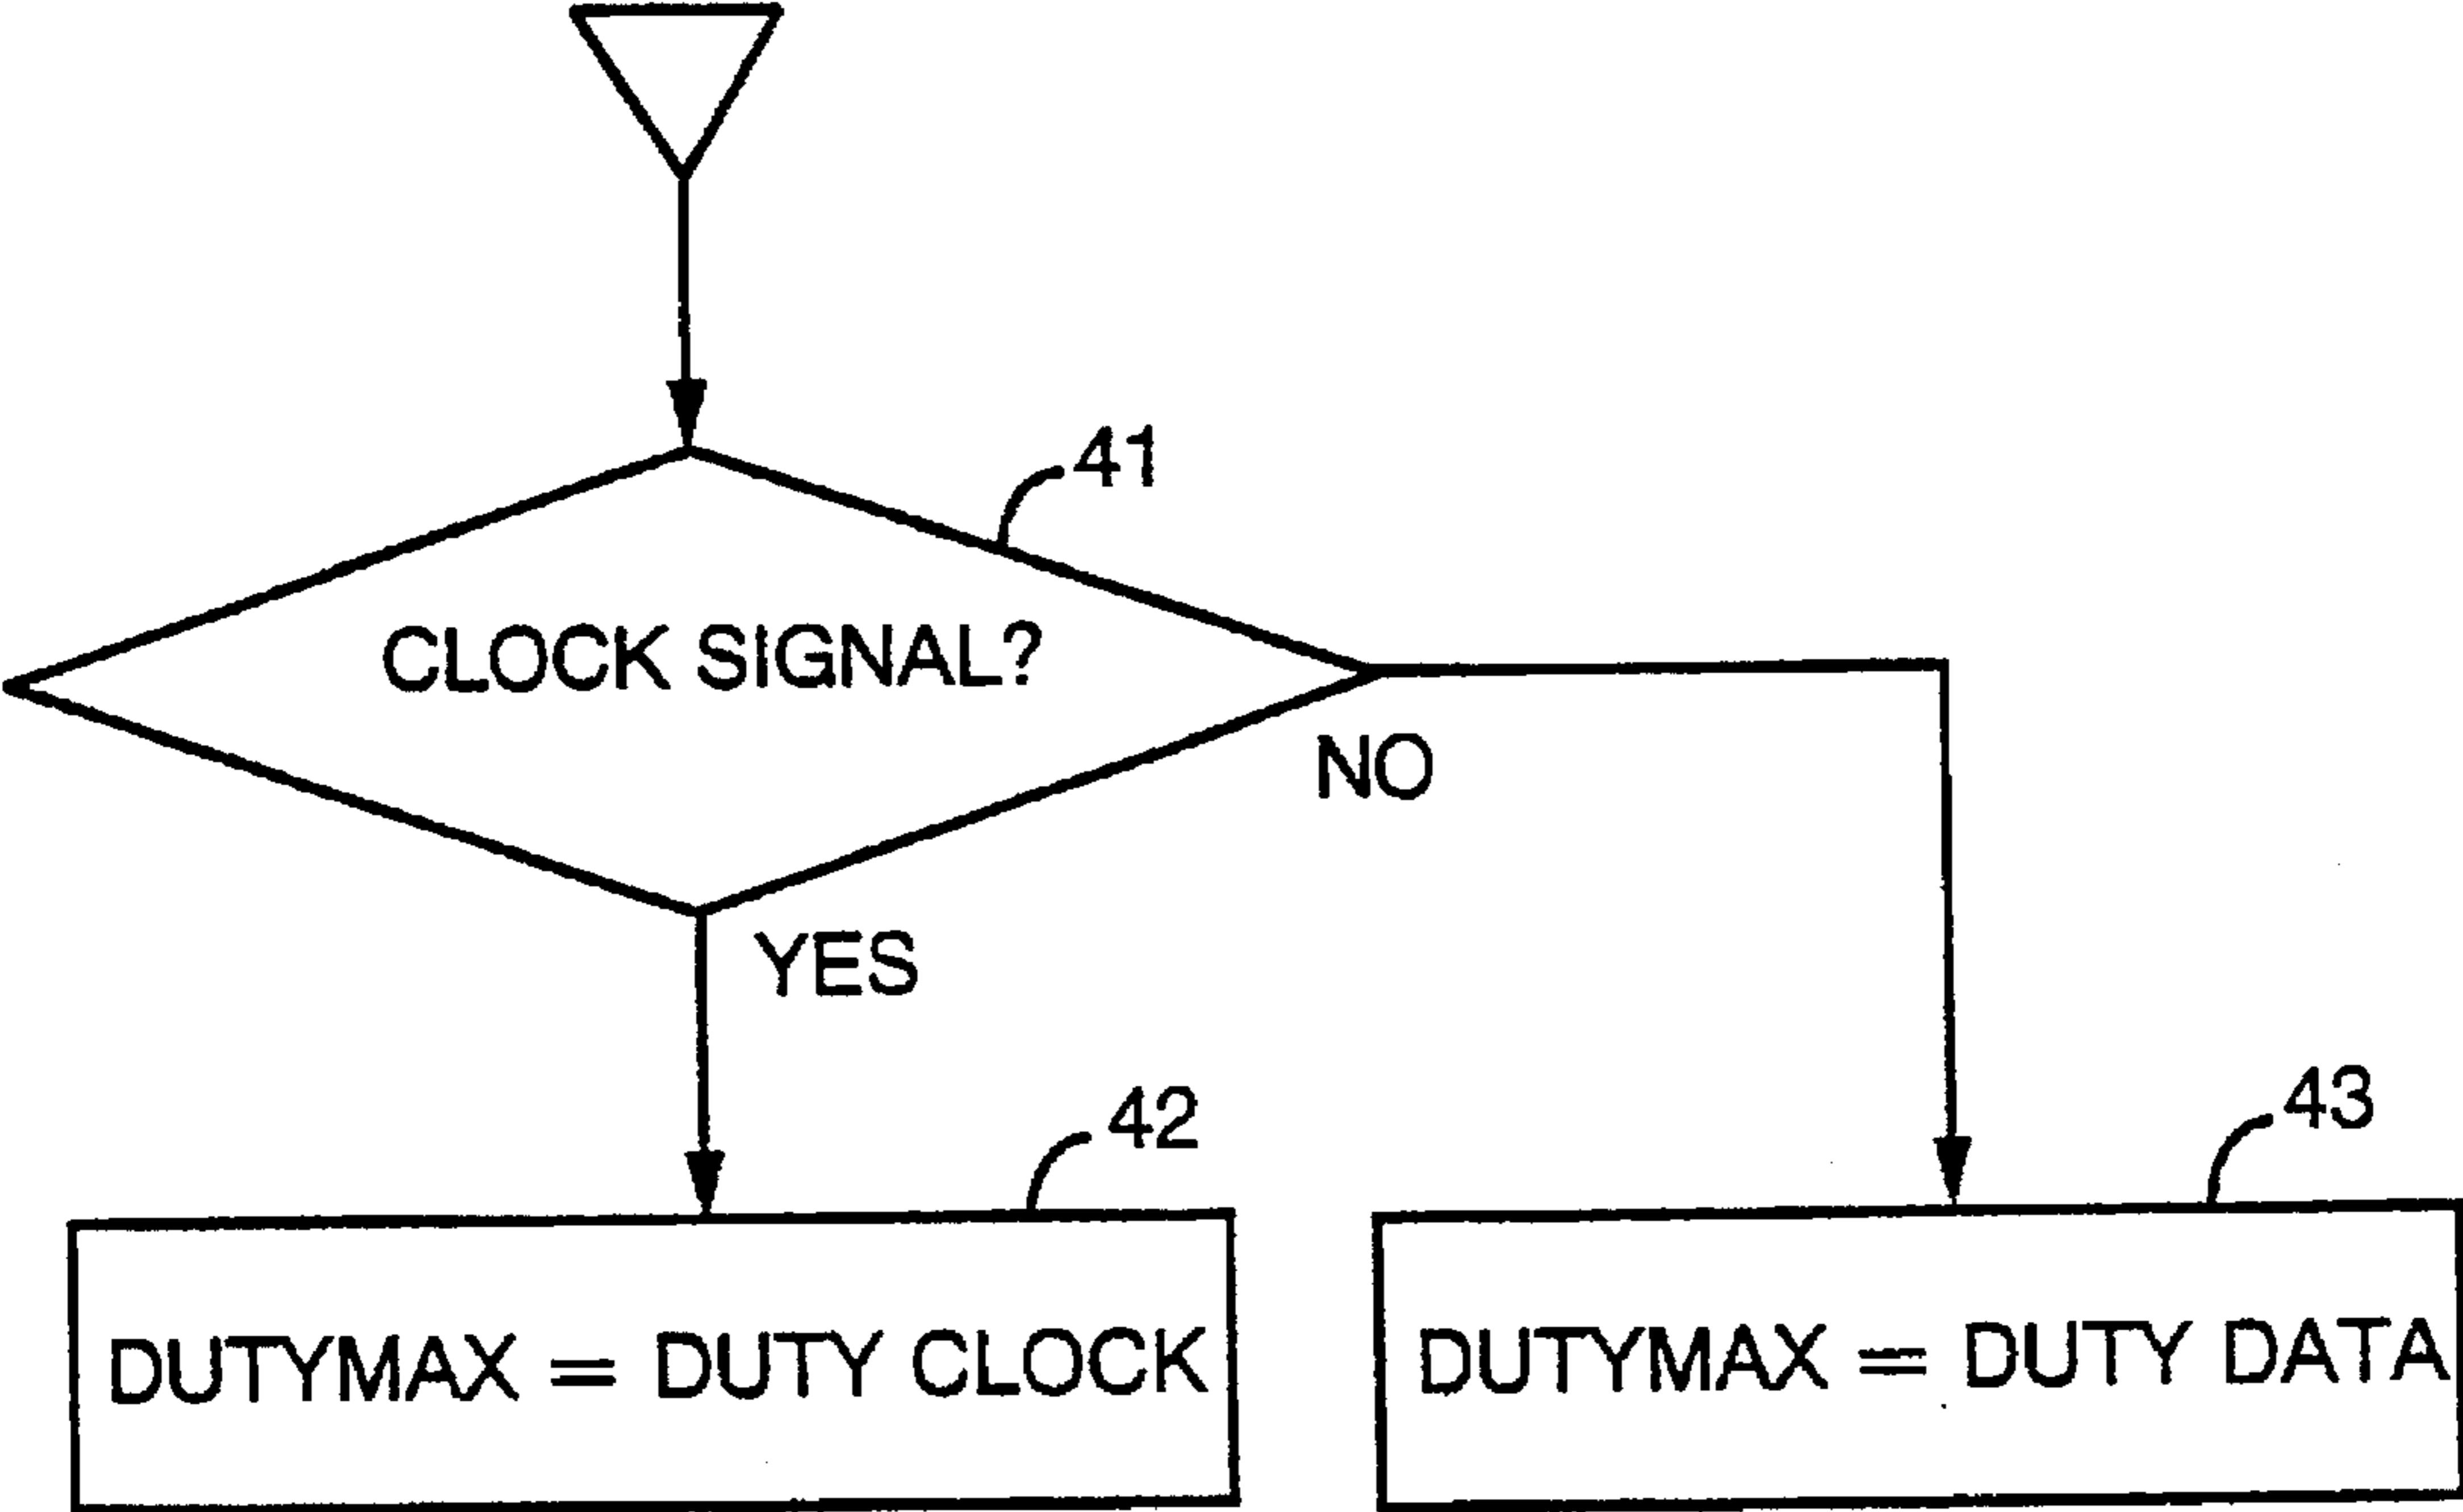 41
CLOCK SIGNAL?
NO
YES
42
43
DUTYMAX = DUTY CLOCK
DUTYMAX = DUTY DATA